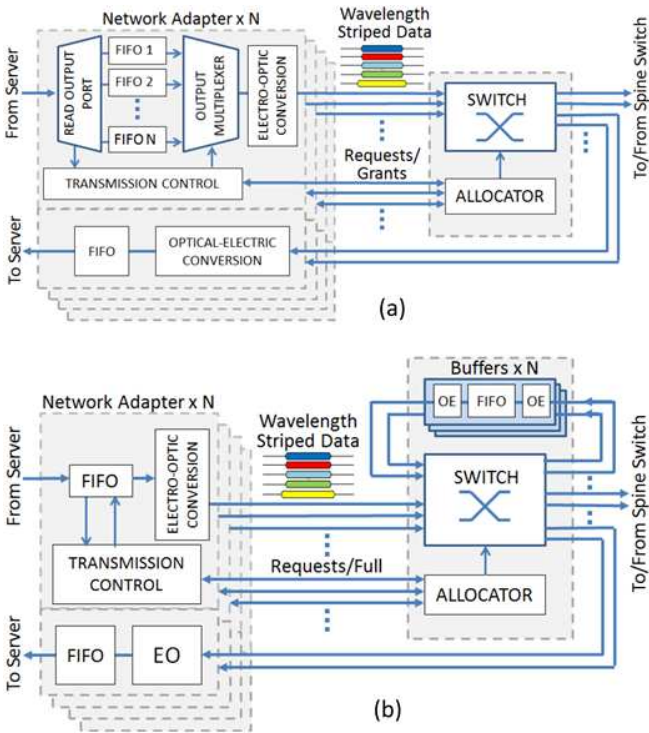 Network Adapter x N
From Server
READ OUTPUT
PORT
FIFO 1
FIFO 2
FIFO N
OUTPUT
MULTIPLEXER
ELECTRO-OPTIC
CONVERSION
Wavelength
Striped Data
SWITCH
To/From Spine Switch
TRANSMISSION CONTROL
Requests/
Grants
ALLOCATOR
To Server
FIFO
OPTICAL-ELECTRIC
CONVERSION
(a)
Buffers x N
OE
FIFO
OE
Network Adapter x N
From Server
FIFO
ELECTRO-OPTIC
CONVERSION
Wavelength
Striped Data
SWITCH
To/From Spine Switch
TRANSMISSION
CONTROL
Requests/Full
ALLOCATOR
To Server
FIFO
EO
(b)